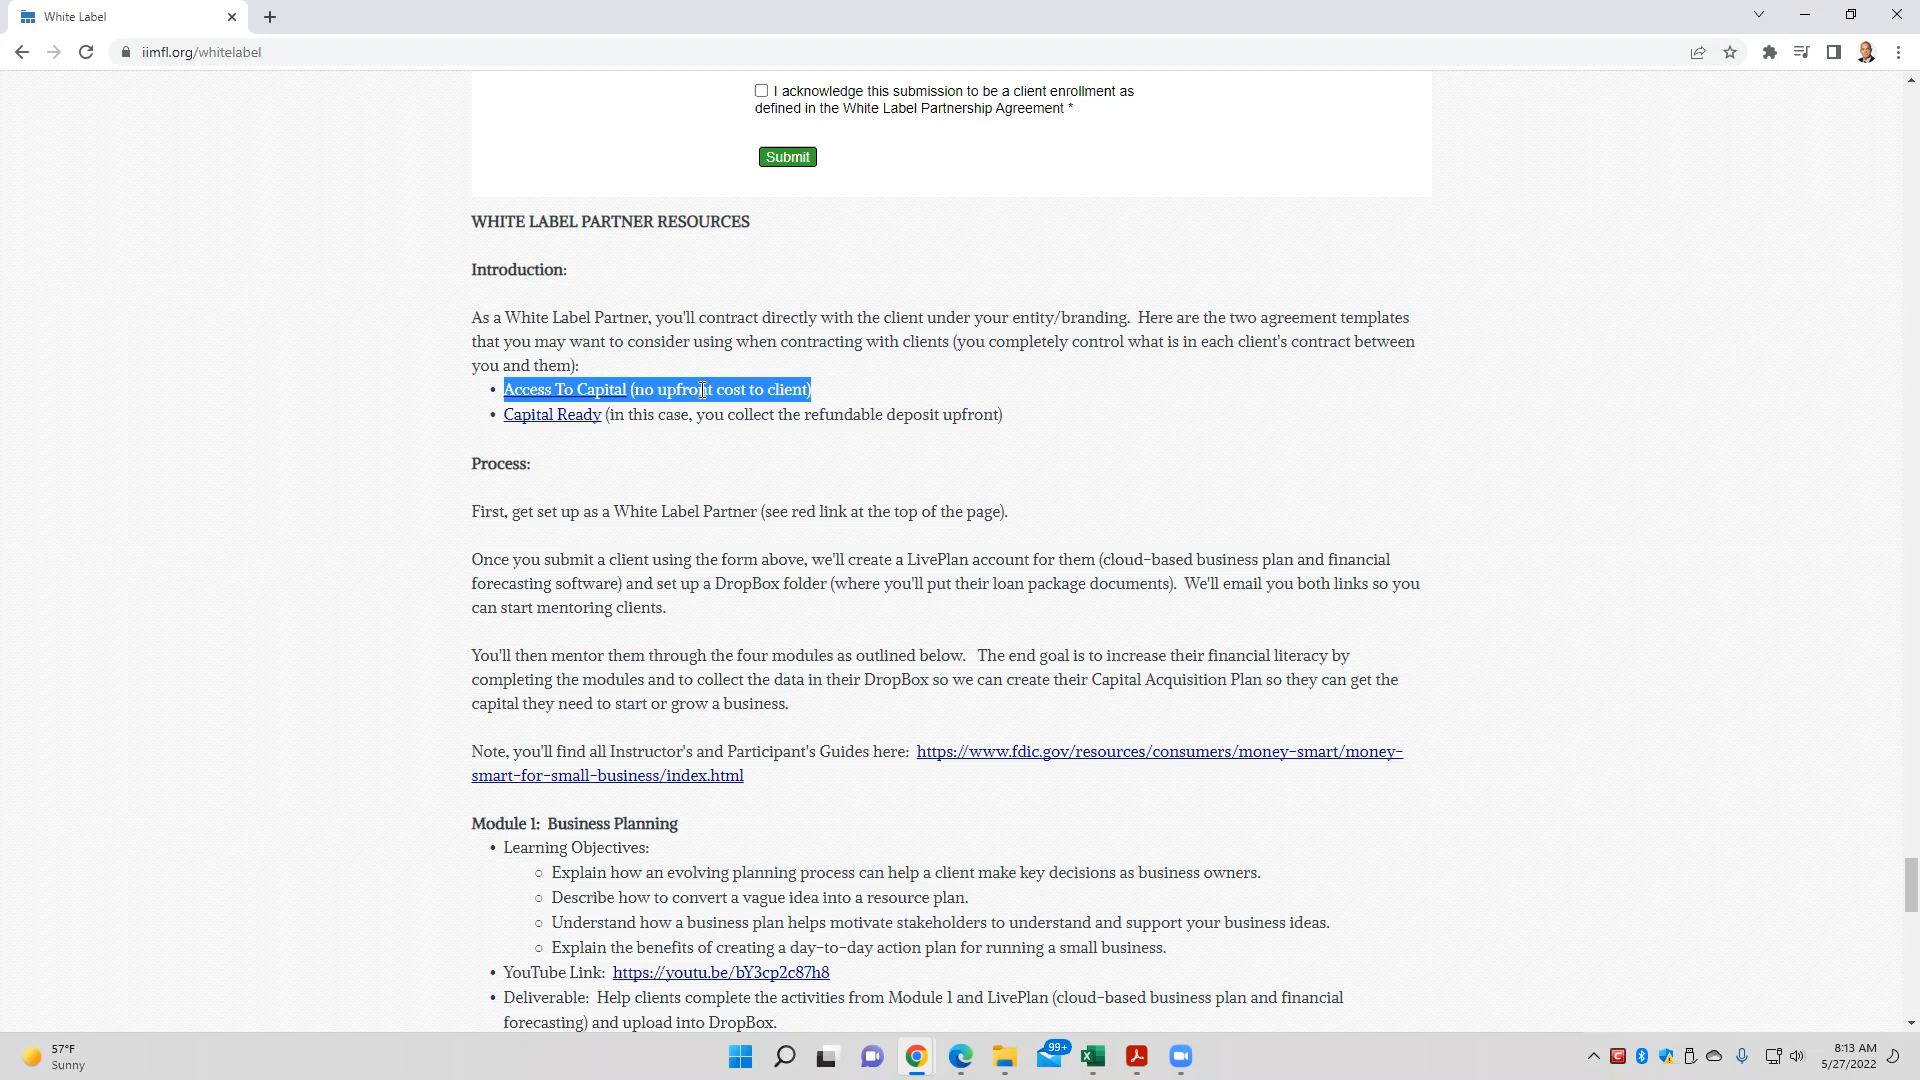 White Label
iimfl.org/whitelabel
I acknowledge this submission to be a client enrollment as
defined in the White Label Partnership Agreement *
Submit
WHITE LABEL PARTNER RESOURCES
Introduction:
As a White Label Partner, you'll contract directly with the client under your entity/branding.  Here are the two agreement templates
that you may want to consider using when contracting with clients (you completely control what is in each client's contract between
you and them):
• Access To Capital (no upfront cost to client)
• Capital Ready (in this case, you collect the refundable deposit upfront)
Process:
First, get set up as a White Label Partner (see red link at the top of the page).
Once you submit a client using the form above, we'll create a LivePlan account for them (cloud-based business plan and financial
forecasting software) and set up a DropBox folder (where you'll put their loan package documents).  We'll email you both links so you
can start mentoring clients.
You'll then mentor them through the four modules as outlined below.   The end goal is to increase their financial literacy by
completing the modules and to collect the data in their DropBox so we can create their Capital Acquisition Plan so they can get the
capital they need to start or grow a business.
Note, you'll find all Instructor's and Participant's Guides here:  https://www.fdic.gov/resources/consumers/money-smart/money-
smart-for-small-business/index.html
Module 1:  Business Planning
• Learning Objectives:
○ Explain how an evolving planning process can help a client make key decisions as business owners.
○ Describe how to convert a vague idea into a resource plan.
○ Understand how a business plan helps motivate stakeholders to understand and support your business ideas.
○ Explain the benefits of creating a day-to-day action plan for running a small business.
• YouTube Link:  https://youtu.be/bY3cp2c87h8
• Deliverable:  Help clients complete the activities from Module 1 and LivePlan (cloud-based business plan and financial
forecasting) and upload into DropBox.
57°F
Sunny
99+
8:13 AM
5/27/2022